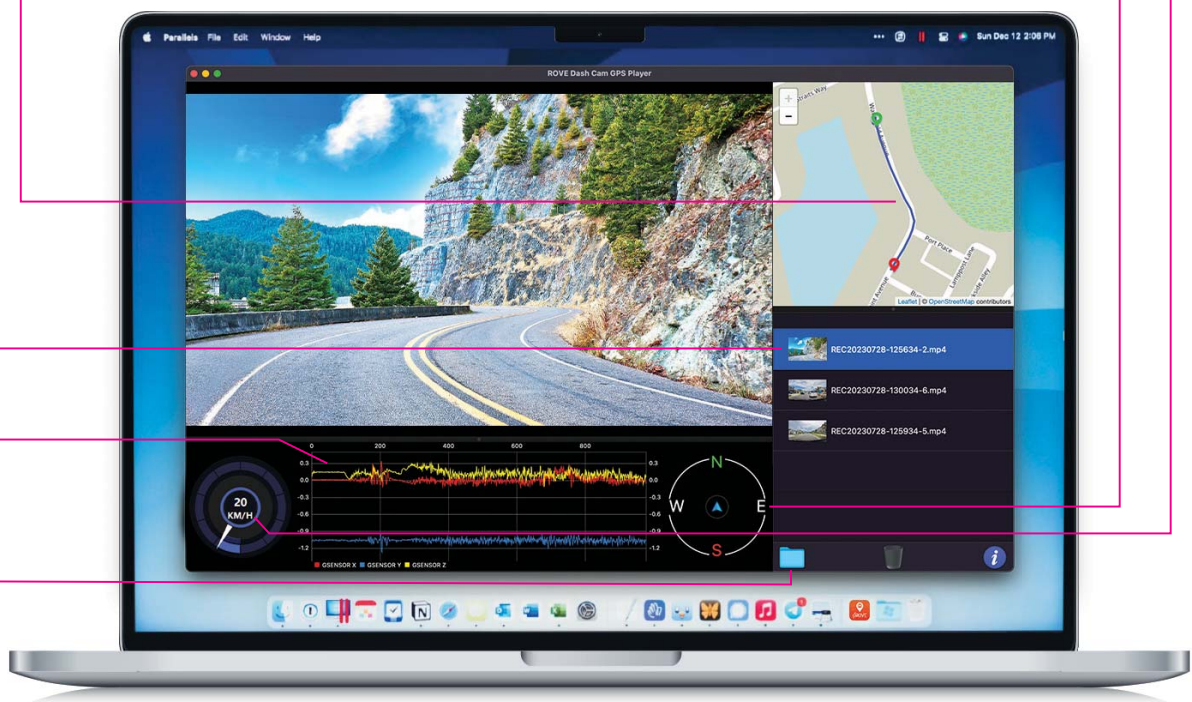 Parallels File Edit Window Help
Sun Dec 12 2:08 PM
ROVE Dash Cam GPS Player
+
-
Port Place
Lamppost Lane
Leaflet | © OpenStreetMap contributors
REC20230728-125634-2.mp4
REC20230728-130034-6.mp4
REC20230728-125934-5.mp4
0 200 400 600 800
0.3 0.3
0.0 0.0
-0.3 -0.3
-0.6 -0.6
-0.9 -0.9
-1.2 -1.2
GSENSOR X GSENSOR Y GSENSOR Z
20
KM/H
N
W E
S
i